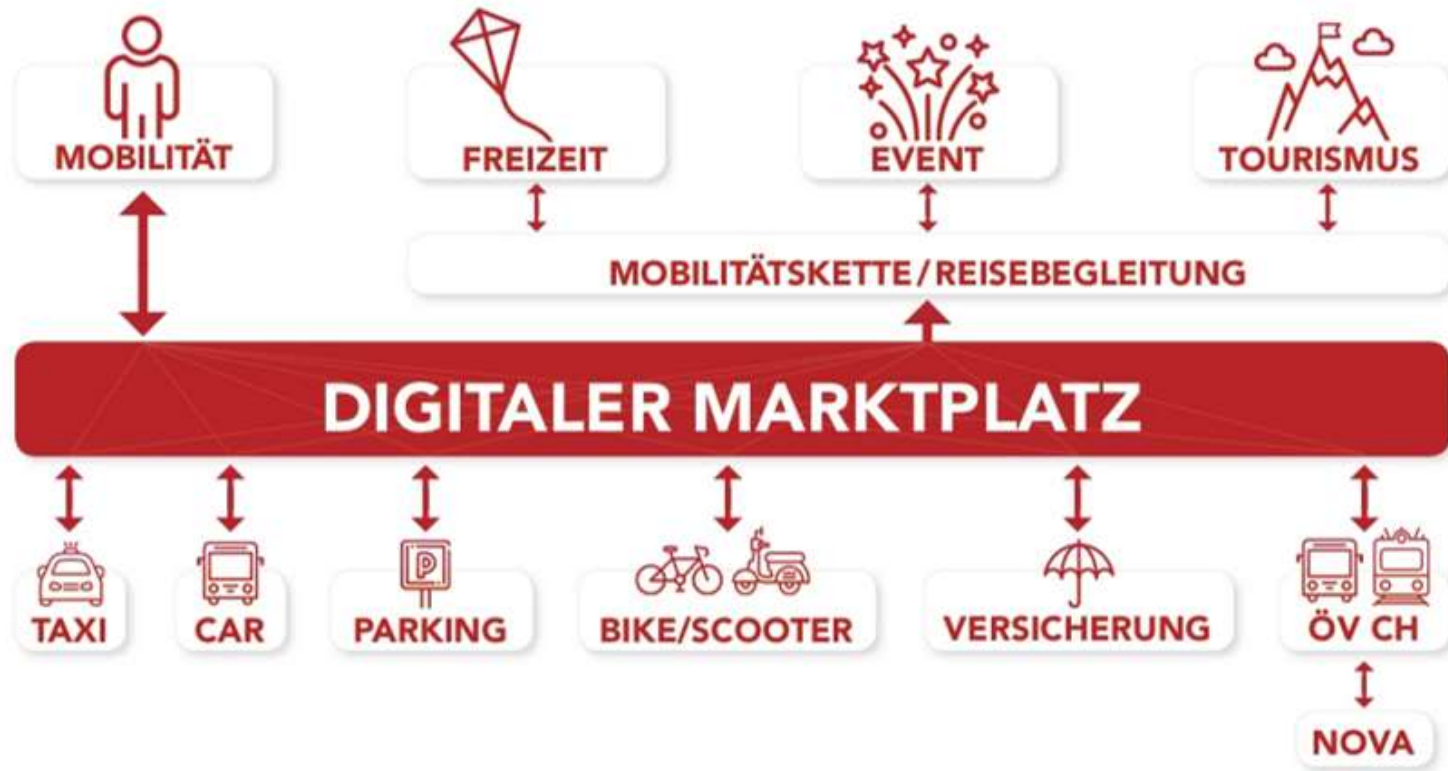 MOBILITÄT
FREIZEIT
EVENT
TOURISMUS
MOBILITÄTSKETTE/REISEBEGLEITUNG
DIGITALER MARKTPLATZ
P
TAXI
CAR
PARKING
BIKE/SCOOTER
VERSICHERUNG
ÖV CH
NOVA